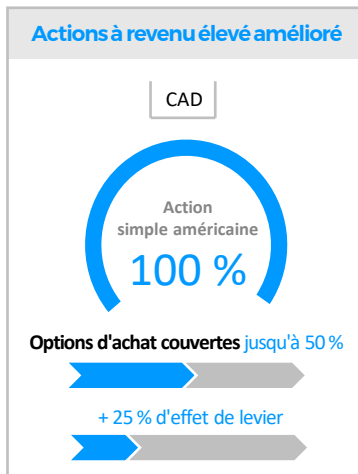 Actions à revenu élevé amélioré
CAD
Action
simple américaine
100 %
Options d'achat couvertes jusqu'à 50 %
+ 25 % d'effet de levier